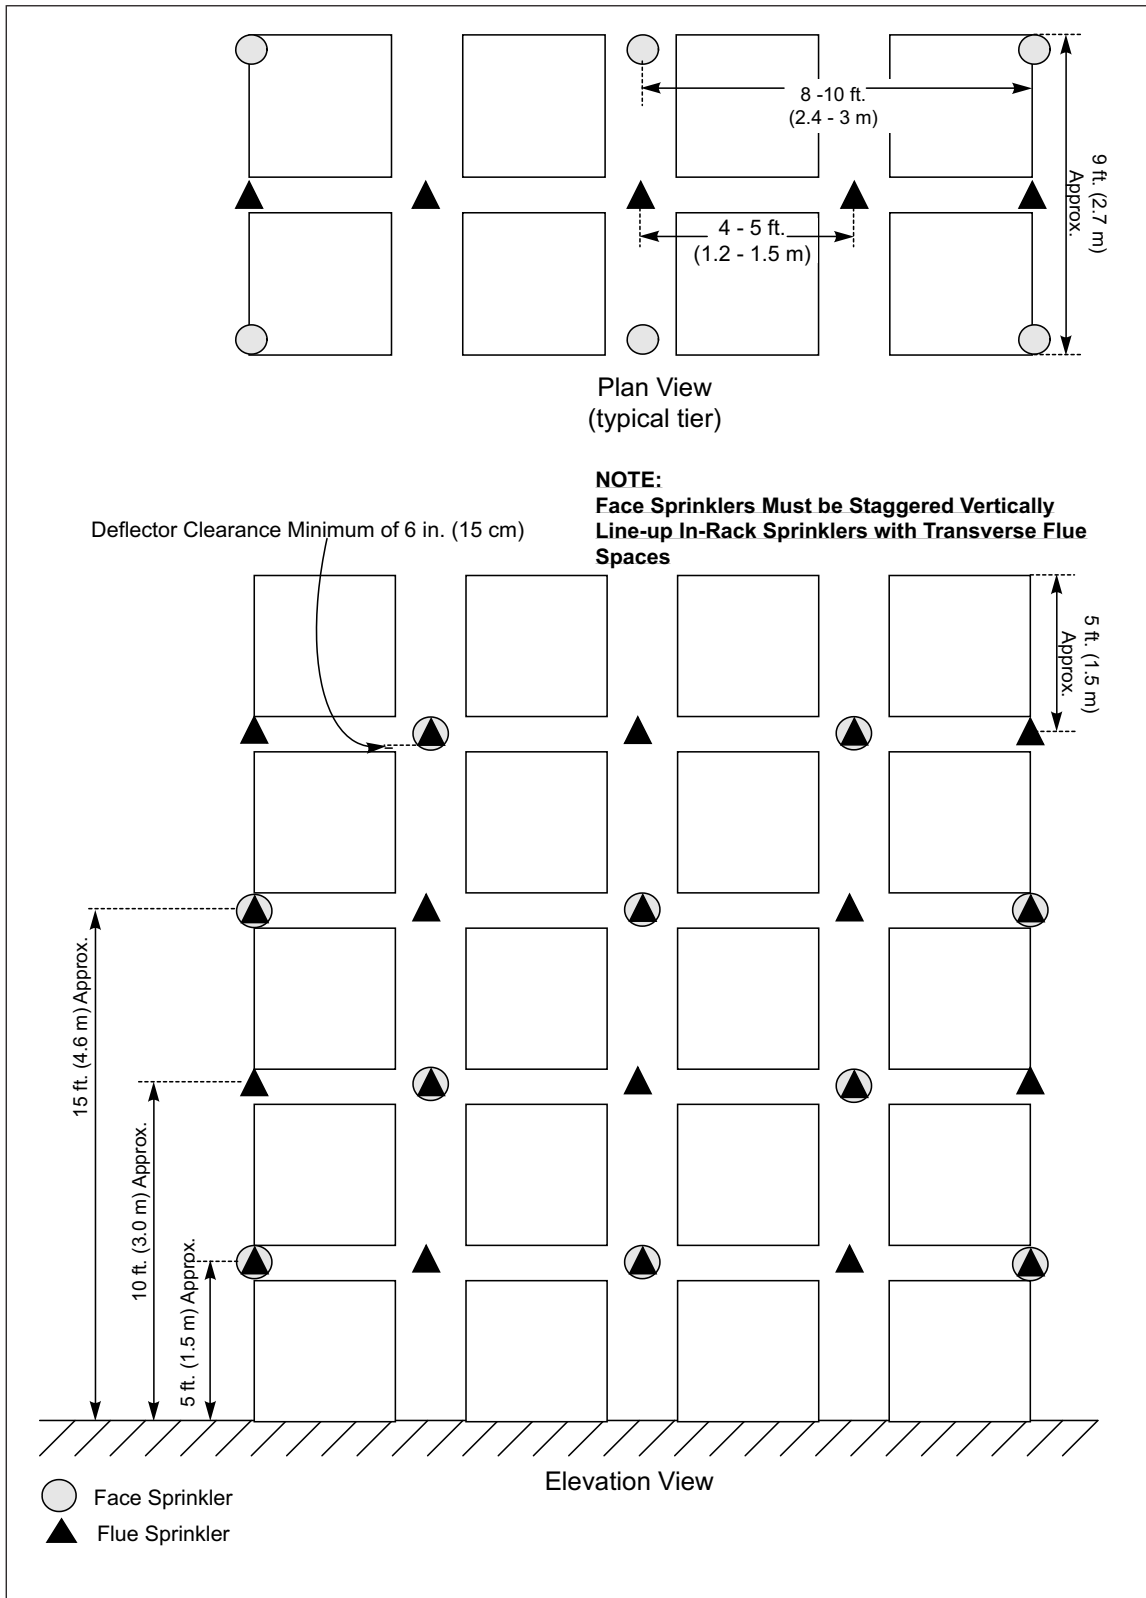 8 -10 ft.
(2.4 - 3 m)
9 ft. (2.7 m)
Approx.
4 - 5 ft.
(1.2 - 1.5 m)
Plan View
(typical tier)
NOTE:
Face Sprinklers Must be Staggered Vertically
Line-up In-Rack Sprinklers with Transverse Flue
Spaces
Deflector Clearance Minimum of 6 in. (15 cm)
5 ft. (1.5 m)
Approx.
15 ft. (4.6 m) Approx.
10 ft. (3.0 m) Approx.
5 ft. (1.5 m) Approx.
Elevation View
Face Sprinkler
Flue Sprinkler